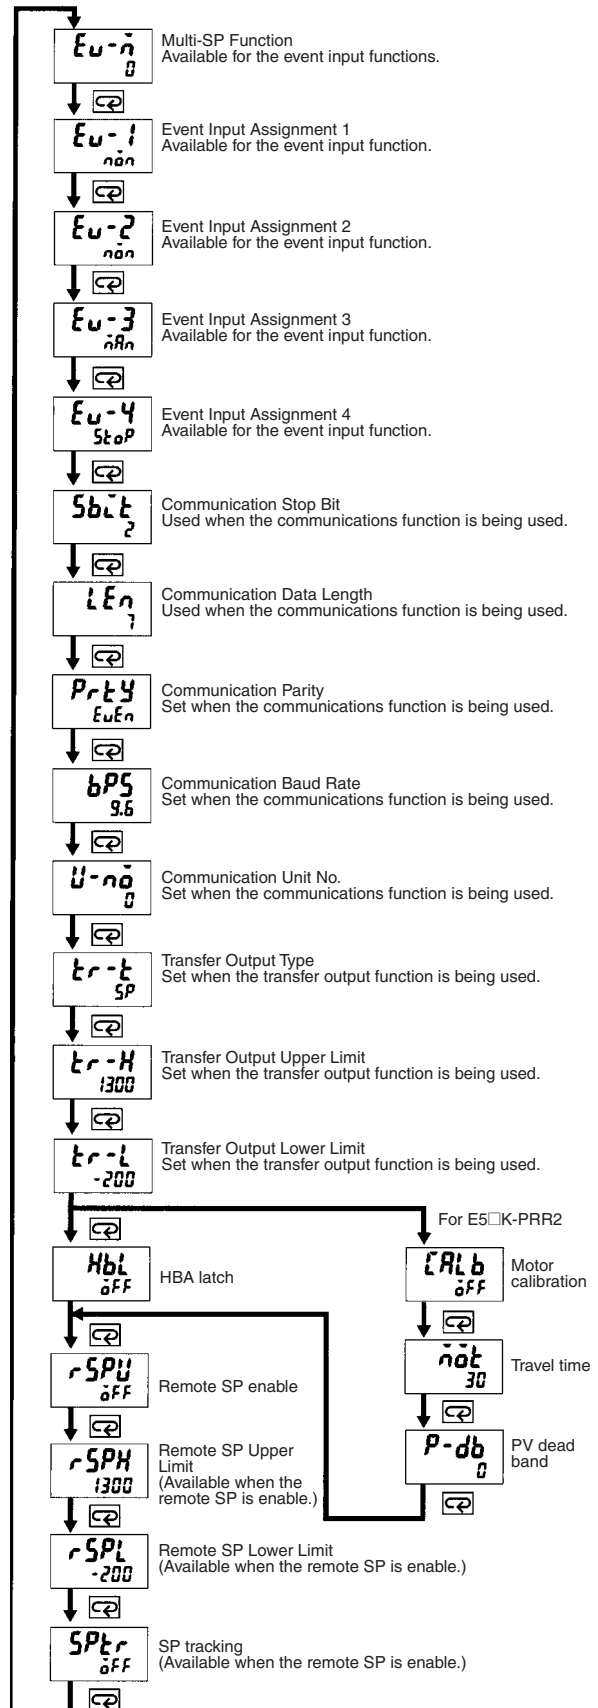 Eu-m
0
Multi-SP Function
Available for the event input functions.
Eu-1
non
Event Input Assignment 1
Available for the event input function.
Eu-2
non
Event Input Assignment 2
Available for the event input function.
Eu-3
mAn
Event Input Assignment 3
Available for the event input function.
Eu-4
StoP
Event Input Assignment 4
Available for the event input function.
Sbit
2
Communication Stop Bit
Used when the communications function is being used.
LEn
7
Communication Data Length
Used when the communications function is being used.
PrtY
EuEn
Communication Parity
Set when the communications function is being used.
bPS
9.6
Communication Baud Rate
Set when the communications function is being used.
U-no
0
Communication Unit No.
Set when the communications function is being used.
tr-t
SP
Transfer Output Type
Set when the transfer output function is being used.
tr-H
1300
Transfer Output Upper Limit
Set when the transfer output function is being used.
tr-L
-200
Transfer Output Lower Limit
Set when the transfer output function is being used.
For E5□K-PRR2
HbL
oFF
HBA latch
CALb
oFF
Motor
calibration
mot
30
Travel time
P-db
0
PV dead
band
rSPU
oFF
Remote SP enable
rSPH
1300
Remote SP Upper
Limit
(Available when the
remote SP is enable.)
rSPL
-200
Remote SP Lower Limit
(Available when the remote SP is enable.)
SPtr
oFF
SP tracking
(Available when the remote SP is enable.)